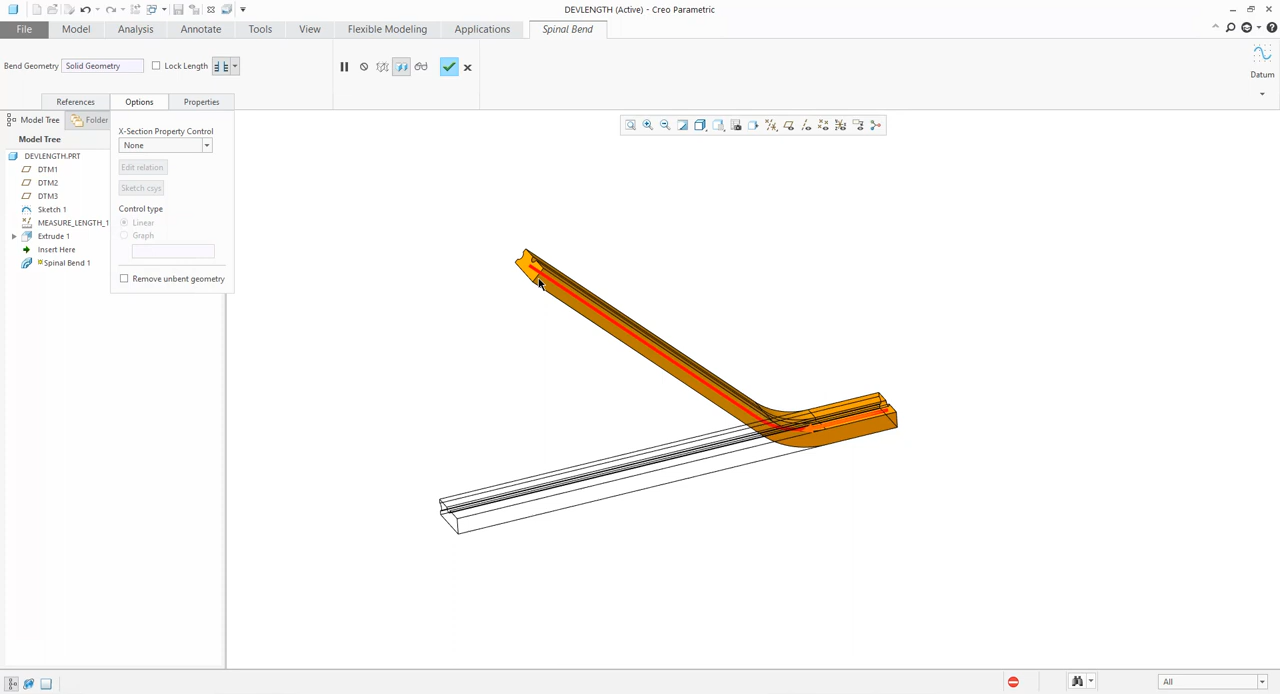 DEVLENGTH (Active) - Creo Parametric
File Model Analysis Annotate Tools View Flexible Modeling Applications Spinal Bend
Bend Geometry Solid Geometry Lock Length
Datum
References Options Properties
Model Tree Folder
Model Tree
DEVLENGTH.PRT
DTM1
DTM2
DTM3
Sketch 1
MEASURE_LENGTH_1
Extrude 1
Insert Here
Spinal Bend 1
X-Section Property Control
None
Edit relation
Sketch csys
Control type
Linear
Graph
Remove unbent geometry
All